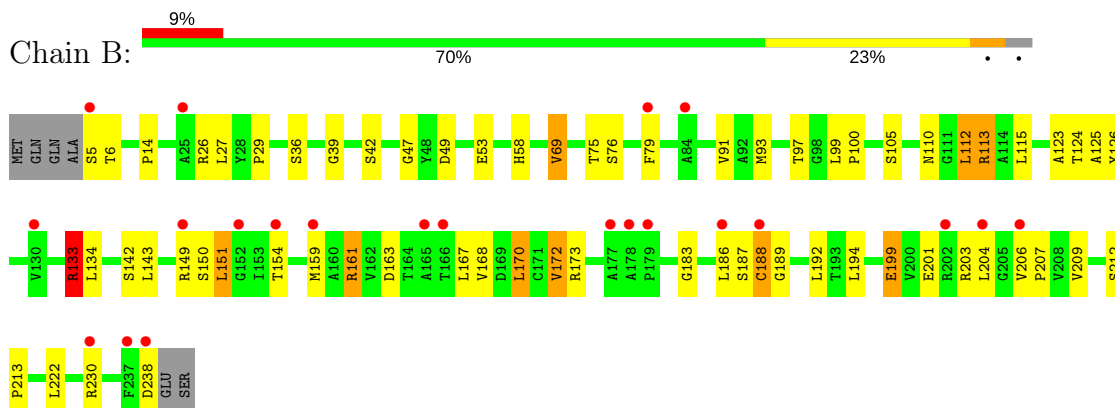 9%
Chain B:
70% 23% • •
MET GLN GLN ALA S5 T6 P14 A25 R26 L27 Y28 P29 S36 G39 S42 G47 Y48 D49 E53 H58 V69 T75 S76 F79 A84 V91 A92 M93 T97 G98 L99 P100 S105 N110 G111 L112 R113 A114 L115 A123 T124 A125
V130 R133 L134 S142 L143 R149 S150 L151 G152 I153 T154 M159 A160 R161 V162 D163 T164 A165 T166 L167 V168 D169 L170 C171 V172 R173 A177 A178 P179 G183 L186 S187 C188 G189 L192 T193 L194 E199 V200 E201 R202 R203 L204 G205 V206 P207 V208 V209
P213 L222 R230 F237 D238 GLU SER